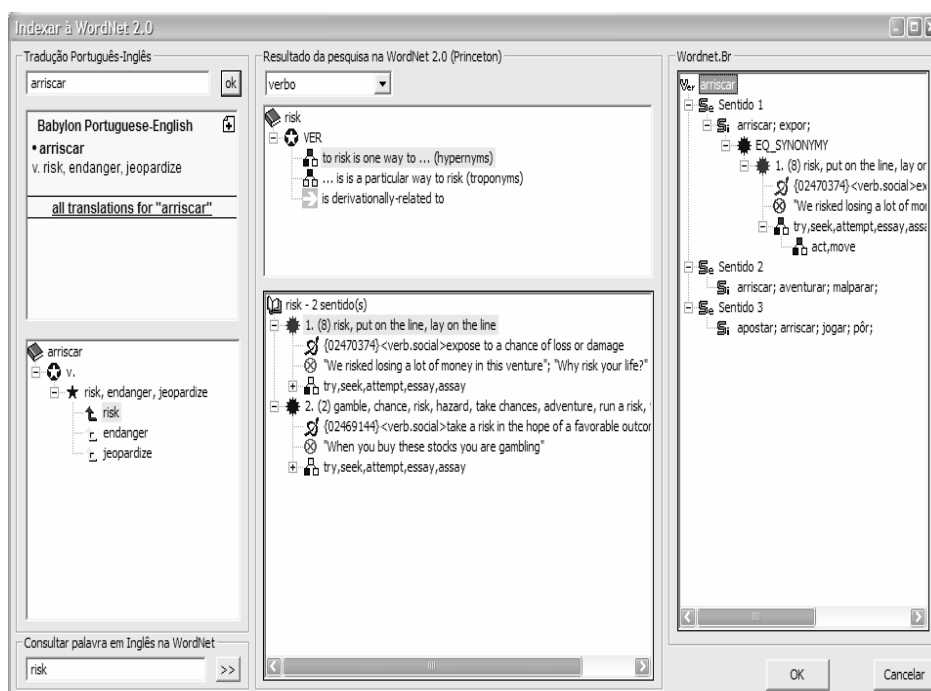 Indexar à WordNet 2.0
Tradução Português-Inglês
arriscar
ok
Babylon Portuguese-English
• arriscar
v. risk, endanger, jeopardize
all translations for "arriscar"
arriscar
v.
risk, endanger, jeopardize
risk
endanger
jeopardize
Consultar palavra em Inglês na WordNet
risk
>>
Resultado da pesquisa na WordNet 2.0 (Princeton)
verbo
risk
VER
to risk is one way to ... (hypernyms)
... is is a particular way to risk (troponyms)
is derivationally-related to
risk - 2 sentido(s)
1. (8) risk, put on the line, lay on the line
{02470374}<verb.social>expose to a chance of loss or damage
"We risked losing a lot of money in this venture"; "Why risk your life?"
try,seek,attempt,essay,assay
2. (2) gamble, chance, risk, hazard, take chances, adventure, run a risk,
{02469144}<verb.social>take a risk in the hope of a favorable outcor
"When you buy these stocks you are gambling"
try,seek,attempt,essay,assay
Wordnet.Br
Ver arriscar
Se Sentido 1
Si arriscar; expor;
EQ_SYNONYMY
1. (8) risk, put on the line, lay on
{02470374}<verb.social>ex
"We risked losing a lot of mor
try,seek,attempt,essay,assa
act,move
Se Sentido 2
Si arriscar; aventurar; malparar;
Se Sentido 3
Si apostar; arriscar; jogar; pôr;
OK
Cancelar